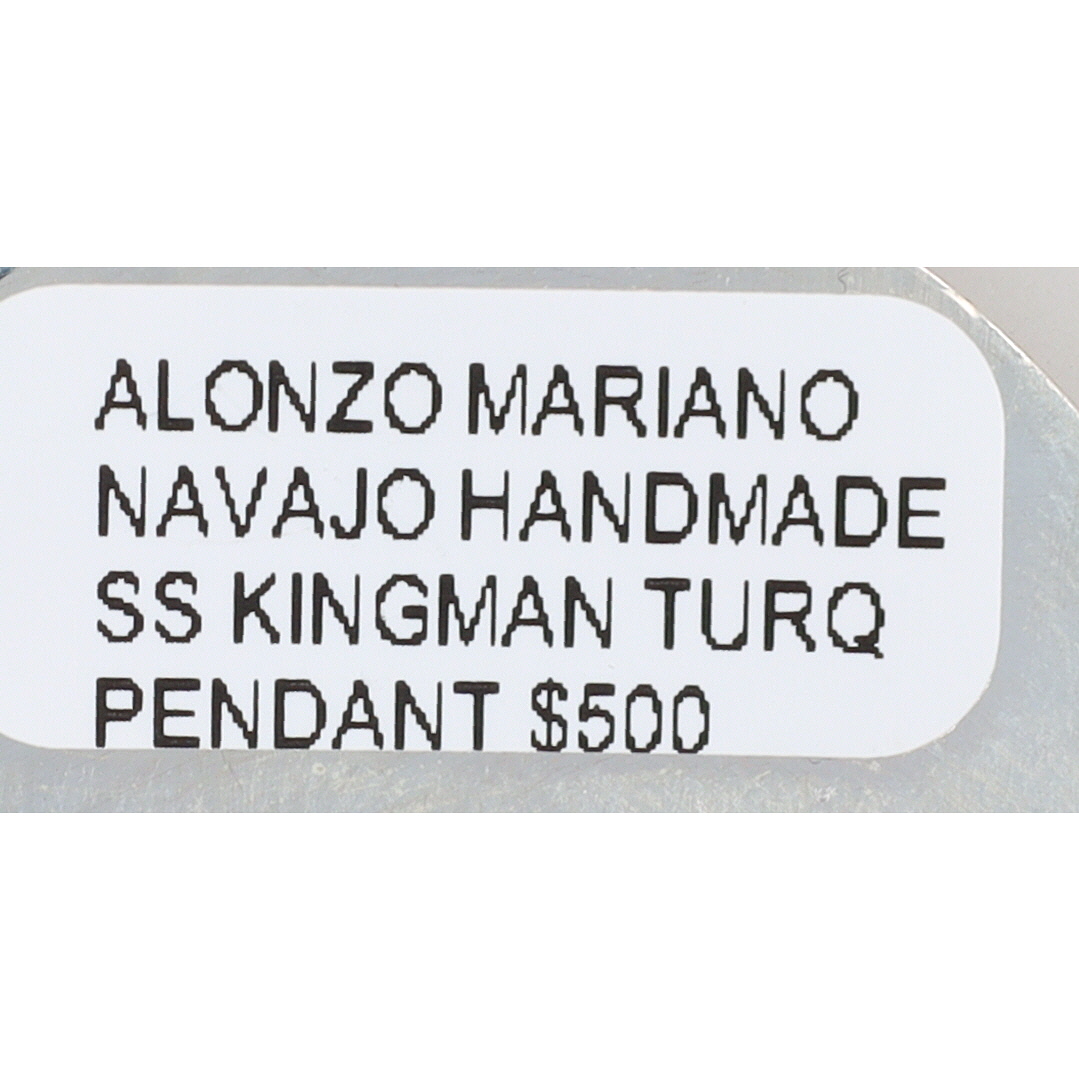 ALONZO MARIANO
NAVAJO HANDMADE
SS KINGMAN TURQ
PENDANT $500